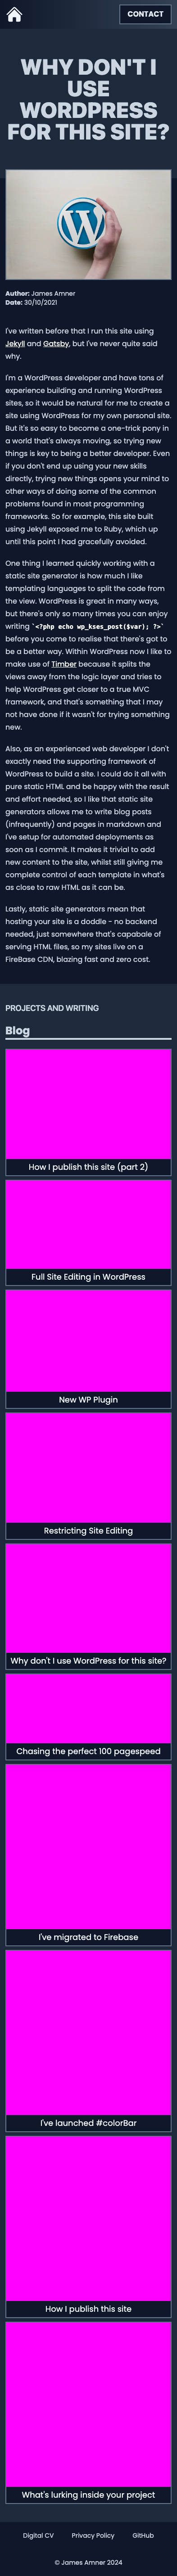 CONTACT
WHY DON'T I
USE
WORDPRESS
FOR THIS SITE?
Author: James Amner
Date: 30/10/2021
I've written before that I run this site using
Jekyll and Gatsby, but I've never quite said
why.
I'm a WordPress developer and have tons of
experience building and running WordPress
sites, so it would be natural for me to create a
site using WordPress for my own personal site.
But it's so easy to become a one-trick pony in
a world that's always moving, so trying new
things is key to being a better developer. Even
if you don't end up using your new skills
directly, trying new things opens your mind to
other ways of doing some of the common
problems found in most programming
frameworks. So for example, this site built
using Jekyll exposed me to Ruby, which up
until this point I had gracefully avoided.
One thing I learned quickly working with a
static site generator is how much I like
templating languages to split the code from
the view. WordPress is great in many ways,
but there's only so many times you can enjoy
writing `<?php echo wp_kses_post($var); ?>`
before you come to realise that there's got to
be a better way. Within WordPress now I like to
make use of Timber because it splits the
views away from the logic layer and tries to
help WordPress get closer to a true MVC
framework, and that's something that I may
not have done if it wasn't for trying something
new.
Also, as an experienced web developer I don't
exactly need the supporting framework of
WordPress to build a site. I could do it all with
pure static HTML and be happy with the result
and effort needed, so I like that static site
generators allows me to write blog posts
(infrequently) and pages in markdown and
I've setup for automated deployments as
soon as I commit. It makes it trivial to add
new content to the site, whilst still giving me
complete control of each template in what's
as close to raw HTML as it can be.
Lastly, static site generators mean that
hosting your site is a doddle - no backend
needed, just somewhere that's capable of
serving HTML files, so my sites live on a
FireBase CDN, blazing fast and zero cost.
PROJECTS AND WRITING
Blog
How I publish this site (part 2)
Full Site Editing in WordPress
New WP Plugin
Restricting Site Editing
Why don't I use WordPress for this site?
Chasing the perfect 100 pagespeed
I've migrated to Firebase
I've launched #colorBar
How I publish this site
What's lurking inside your project
Digital CV Privacy Policy GitHub
© James Amner 2024